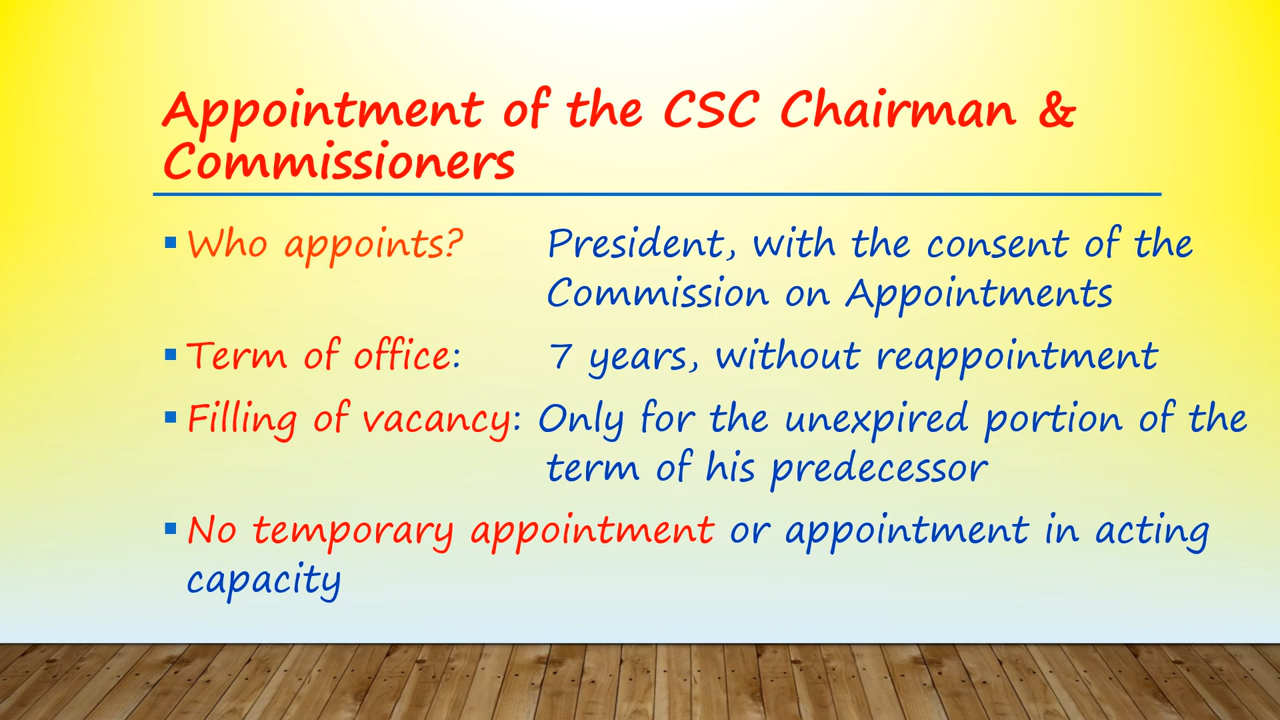 Appointment of the CSC Chairman &
Commissioners
▪ Who appoints? President, with the consent of the
Commission on Appointments
▪ Term of office: 7 years, without reappointment
▪ Filling of vacancy: Only for the unexpired portion of the
term of his predecessor
▪ No temporary appointment or appointment in acting
capacity